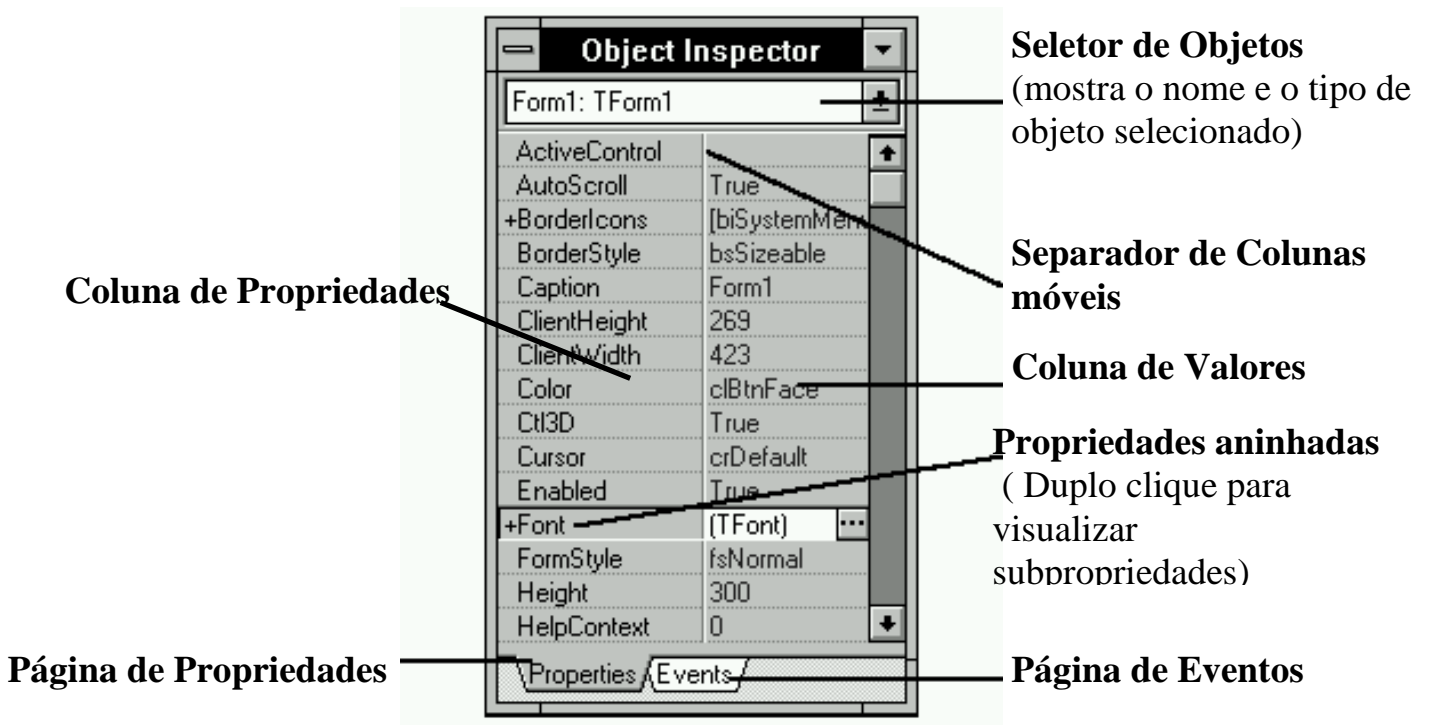 Object Inspector
Form1: TForm1
ActiveControl
AutoScroll True
+BorderIcons [biSystemMen
BorderStyle bsSizeable
Caption Form1
ClientHeight 269
ClientWidth 423
Color clBtnFace
Ctl3D True
Cursor crDefault
Enabled True
+Font (TFont) ...
FormStyle fsNormal
Height 300
HelpContext 0
Properties Events
Coluna de Propriedades
Página de Propriedades
Seletor de Objetos
(mostra o nome e o tipo de
objeto selecionado)
Separador de Colunas
móveis
Coluna de Valores
Propriedades aninhadas
( Duplo clique para
visualizar
subpropriedades)
Página de Eventos